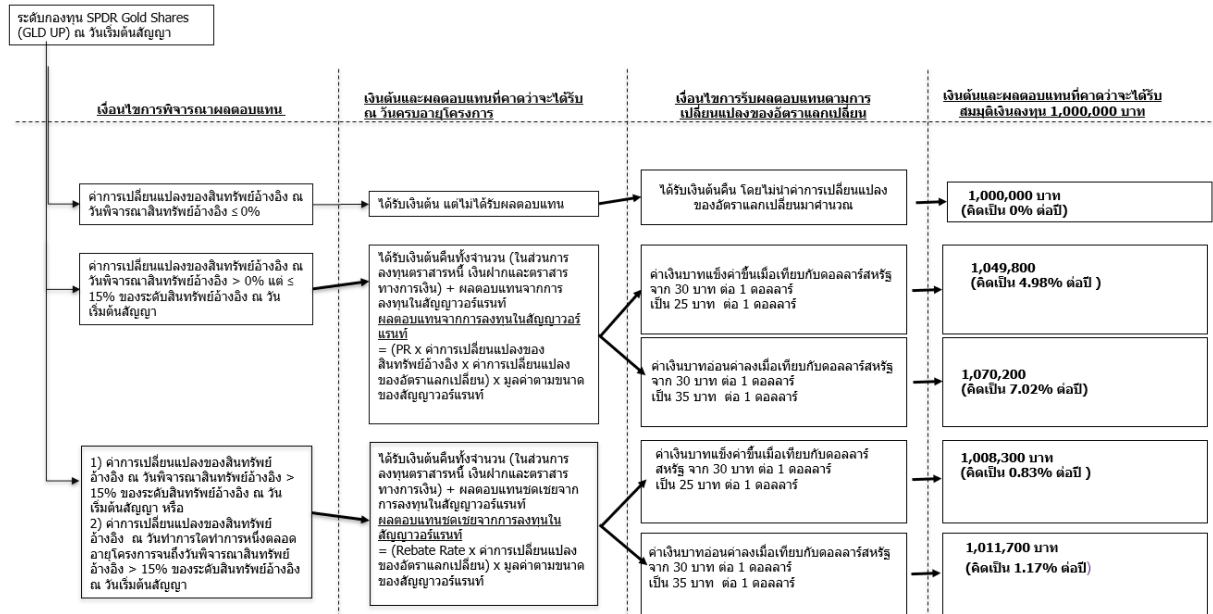 ระดับกองทุน SPDR Gold Shares
(GLD UP) ณ วันเริ่มต้นสัญญา
เงื่อนไขการพิจารณาผลตอบแทน
เงินต้นและผลตอบแทนที่คาดว่าจะได้รับ
ณ วันครบอายุโครงการ
เงื่อนไขการรับผลตอบแทนตามการ
เปลี่ยนแปลงของอัตราแลกเปลี่ยน
เงินต้นและผลตอบแทนที่คาดว่าจะได้รับ
สมมุติเงินลงทุน 1,000,000 บาท
ค่าการเปลี่ยนแปลงของสินทรัพย์อ้างอิง ณ
วันพิจารณาสินทรัพย์อ้างอิง ≤ 0%
ได้รับเงินต้น แต่ไม่ได้รับผลตอบแทน
ได้รับเงินต้นคืน โดยไม่นำค่าการเปลี่ยนแปลง
ของอัตราแลกเปลี่ยนมาคำนวณ
1,000,000 บาท
(คิดเป็น 0% ต่อปี)
ค่าการเปลี่ยนแปลงของสินทรัพย์อ้างอิง ณ
วันพิจารณาสินทรัพย์อ้างอิง > 0% แต่ ≤
15% ของระดับสินทรัพย์อ้างอิง ณ วัน
เริ่มต้นสัญญา
ได้รับเงินต้นคืนทั้งจำนวน (ในส่วนการ
ลงทุนตราสารหนี้ เงินฝากและตราสาร
ทางการเงิน) + ผลตอบแทนจากการ
ลงทุนในสัญญาวอร์แรนท์
ผลตอบแทนจากการลงทุนในสัญญาวอร์
แรนท์
= (PR x ค่าการเปลี่ยนแปลงของ
สินทรัพย์อ้างอิง x ค่าการเปลี่ยนแปลง
ของอัตราแลกเปลี่ยน) x มูลค่าตามขนาด
ของสัญญาวอร์แรนท์
ค่าเงินบาทแข็งค่าขึ้นเมื่อเทียบกับดอลลาร์สหรัฐ
จาก 30 บาท ต่อ 1 ดอลลาร์
เป็น 25 บาท ต่อ 1 ดอลลาร์
1,049,800
(คิดเป็น 4.98% ต่อปี )
ค่าเงินบาทอ่อนค่าลงเมื่อเทียบกับดอลลาร์สหรัฐ
จาก 30 บาท ต่อ 1 ดอลลาร์
เป็น 35 บาท ต่อ 1 ดอลลาร์
1,070,200
(คิดเป็น 7.02% ต่อปี)
1) ค่าการเปลี่ยนแปลงของสินทรัพย์
อ้างอิง ณ วันพิจารณาสินทรัพย์อ้างอิง >
15% ของระดับสินทรัพย์อ้างอิง ณ วัน
เริ่มต้นสัญญา หรือ
2) ค่าการเปลี่ยนแปลงของสินทรัพย์
อ้างอิง ณ วันทำการใดทำการหนึ่งตลอด
อายุโครงการจนถึงวันพิจารณาสินทรัพย์
อ้างอิง > 15% ของระดับสินทรัพย์อ้างอิง
ณ วันเริ่มต้นสัญญา
ได้รับเงินต้นคืนทั้งจำนวน (ในส่วนการ
ลงทุนตราสารหนี้ เงินฝากและตราสาร
ทางการเงิน) + ผลตอบแทนชดเชยจาก
การลงทุนในสัญญาวอร์แรนท์
ผลตอบแทนชดเชยจากการลงทุนใน
สัญญาวอร์แรนท์
= (Rebate Rate x ค่าการเปลี่ยนแปลง
ของอัตราแลกเปลี่ยน) x มูลค่าตามขนาด
ของสัญญาวอร์แรนท์
ค่าเงินบาทแข็งค่าขึ้นเมื่อเทียบกับดอลลาร์
สหรัฐ จาก 30 บาท ต่อ 1 ดอลลาร์
เป็น 25 บาท ต่อ 1 ดอลลาร์
1,008,300 บาท
(คิดเป็น 0.83% ต่อปี )
ค่าเงินบาทอ่อนค่าลงเมื่อเทียบกับดอลลาร์สหรัฐ
จาก 30 บาท ต่อ 1 ดอลลาร์
เป็น 35 บาท ต่อ 1 ดอลลาร์
1,011,700 บาท
(คิดเป็น 1.17% ต่อปี)